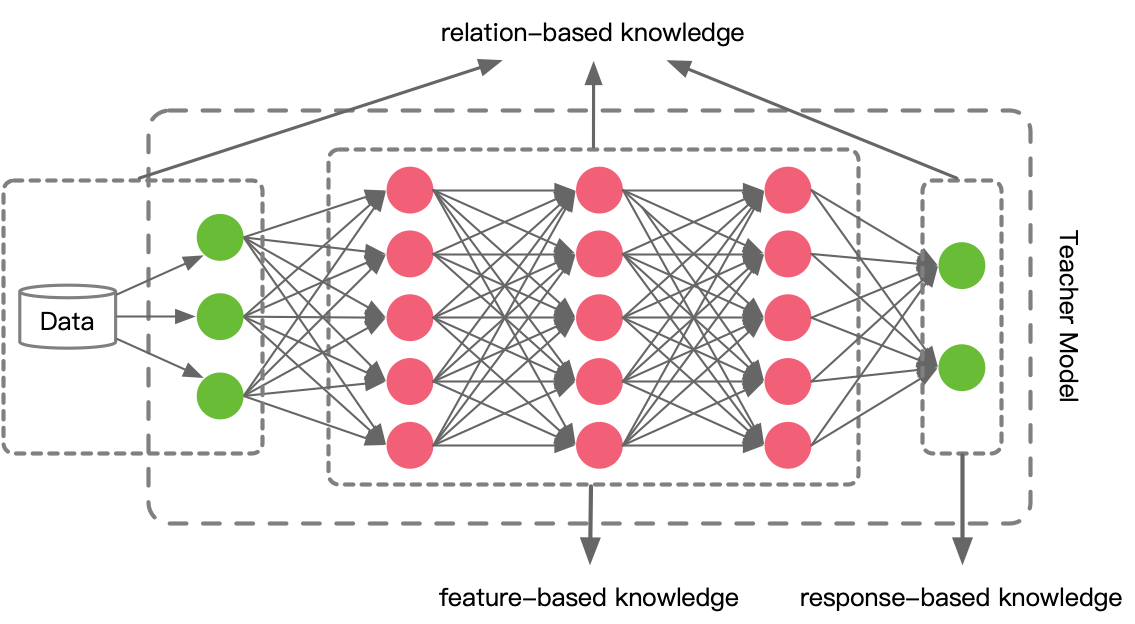 relation–based knowledge
Data
Teacher Model
feature–based knowledge
response–based knowledge